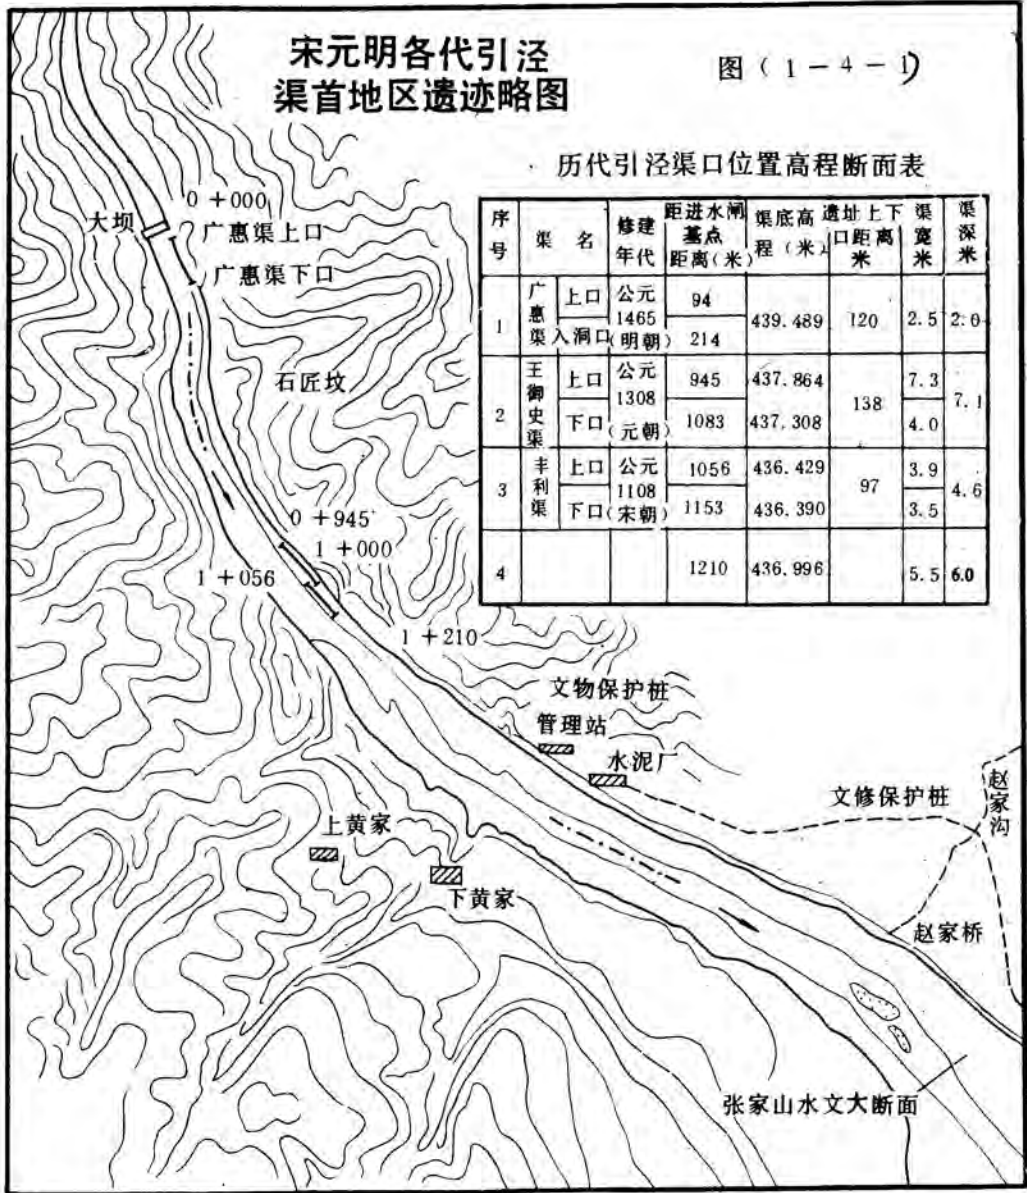 宋元明各代引泾
渠首地区遗迹略图
图(1-4-1)
历代引泾渠口位置高程断面表
序号 渠名 修建年代 距进水闸基点距离(米) 渠底高程(米) 遗址上下口距离米 渠宽米 渠深米
1 广惠渠 上口 公元1465(明朝) 94 439.489 120 2.5 2.0
入洞口 214
2 王御史渠 上口 公元1308(元朝) 945 437.864 138 7.3 7.1
下口 1083 437.308 4.0
3 丰利渠 上口 公元1108(宋朝) 1056 436.429 97 3.9 4.6
下口 1153 436.390 3.5
4 1210 436.996 5.5 6.0
0+000
大坝
广惠渠上口
广惠渠下口
石匠坟
0+945
1+000
1+056
1+210
文物保护桩
管理站
水泥厂
文修保护桩
赵家沟
上黄家
下黄家
赵家桥
张家山水文大断面